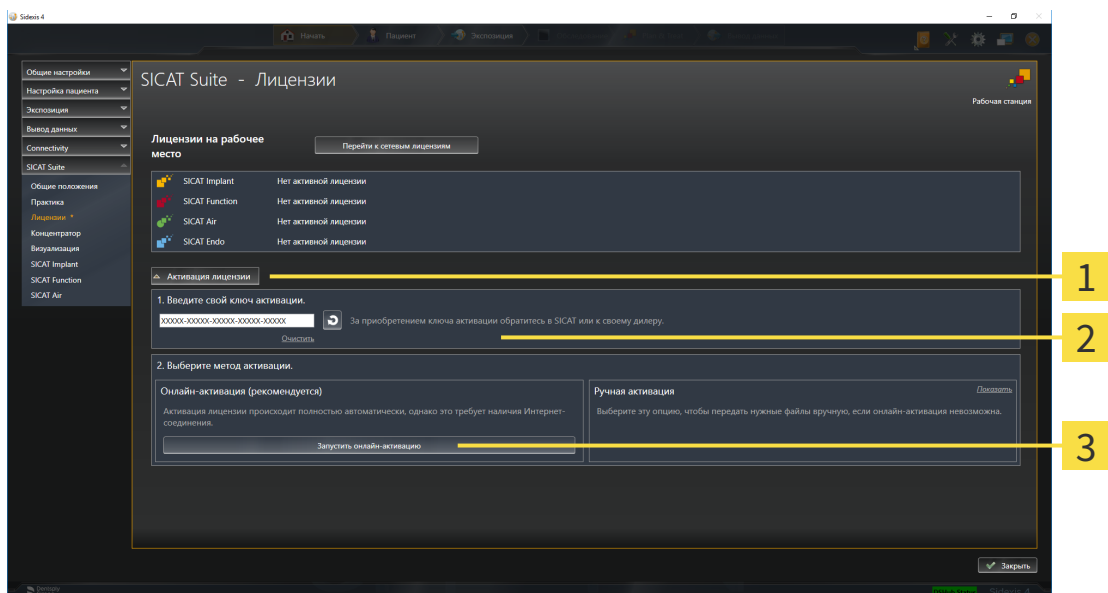 Sidexis 4
Начать
Пациент
Экспозиция
Общие настройки
Настройка пациента
Экспозиция
Вывод данных
Connectivity
SICAT Suite
Общие положения
Практика
Лицензии *
Концентратор
Визуализация
SICAT Implant
SICAT Function
SICAT Air
SICAT Suite - Лицензии
Рабочая станция
Лицензии на рабочее
место
Перейти к сетевым лицензиям
SICAT Implant Нет активной лицензии
SICAT Function Нет активной лицензии
SICAT Air Нет активной лицензии
SICAT Endo Нет активной лицензии
Активация лицензии
1
1. Введите свой ключ активации.
XXXXX-XXXXX-XXXXX-XXXXX-XXXXX
За приобретением ключа активации обратитесь в SICAT или к своему дилеру.
Очистить
2
2. Выберите метод активации.
Онлайн-активация (рекомендуется)
Активация лицензии происходит полностью автоматически, однако это требует наличия Интернет-
соединения.
Запустить онлайн-активацию
Ручная активация
Показать
Выберите эту опцию, чтобы передать нужные файлы вручную, если онлайн-активация невозможна.
3
Закрыть
Dentsply
Sidexis 4